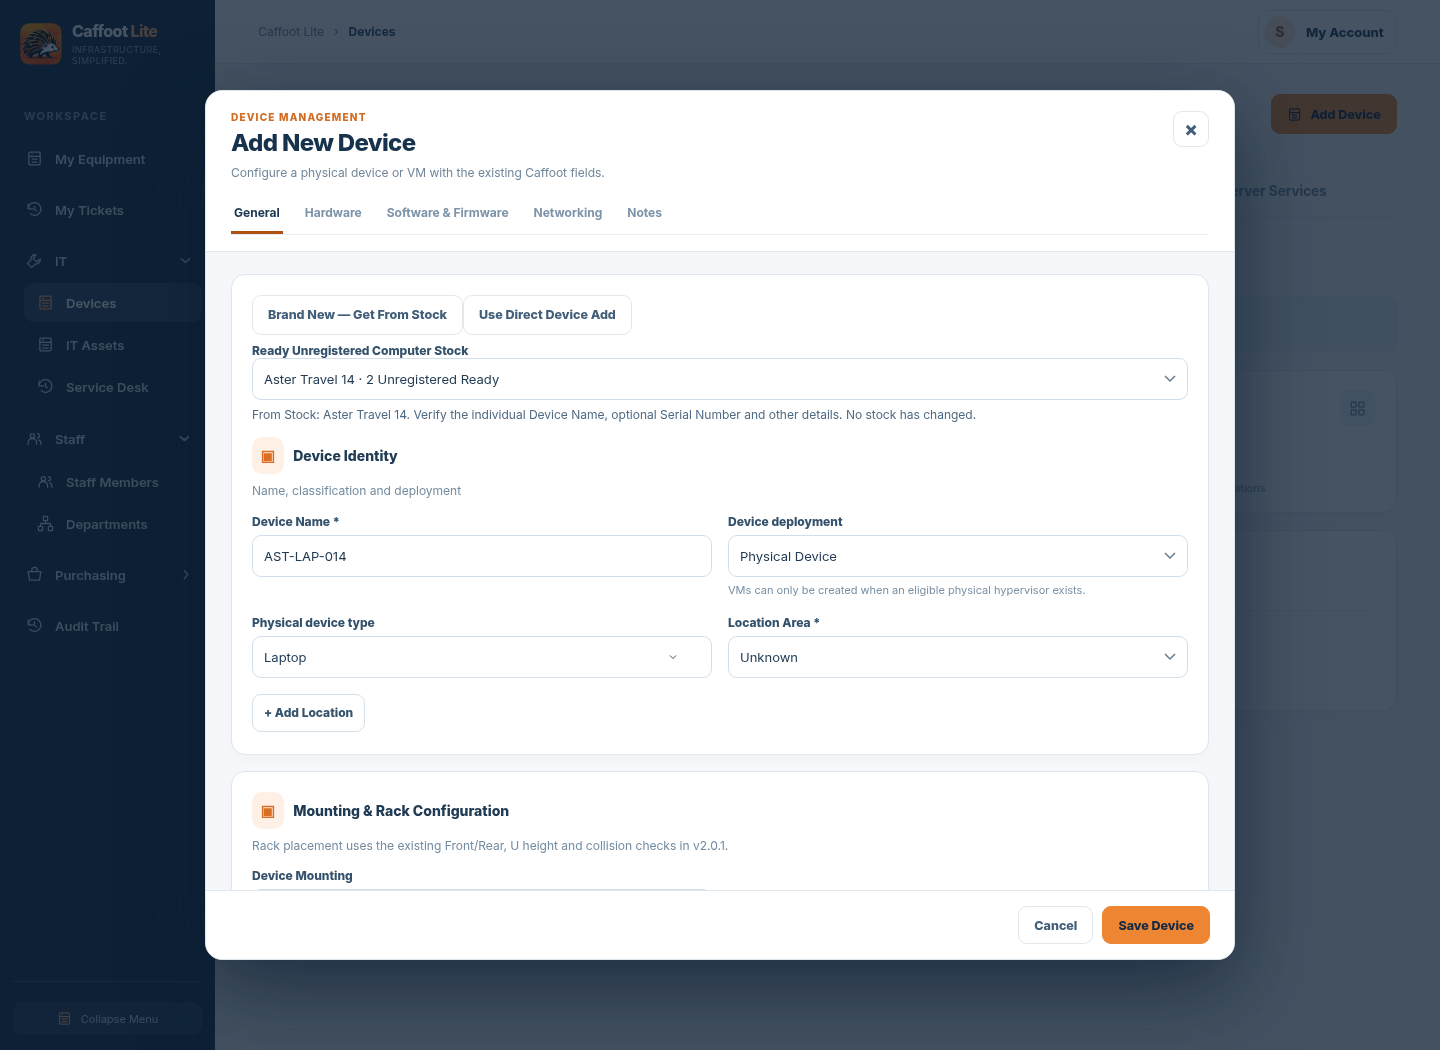 Caffoot Lite
INFRASTRUCTURE,
SIMPLIFIED.
WORKSPACE
My Equipment
My Tickets
IT
Devices
IT Assets
Service Desk
Staff
Staff Members
Departments
Purchasing
Audit Trail
Collapse Menu
Caffoot Lite › Devices
S My Account
Add Device
Services
DEVICE MANAGEMENT
Add New Device
Configure a physical device or VM with the existing Caffoot fields.
General Hardware Software & Firmware Networking Notes
Brand New — Get From Stock Use Direct Device Add
Ready Unregistered Computer Stock
Aster Travel 14 · 2 Unregistered Ready
From Stock: Aster Travel 14. Verify the individual Device Name, optional Serial Number and other details. No stock has changed.
Device Identity
Name, classification and deployment
Device Name * Device deployment
AST-LAP-014 Physical Device
VMs can only be created when an eligible physical hypervisor exists.
Physical device type Location Area *
Laptop Unknown
+ Add Location
Mounting & Rack Configuration
Rack placement uses the existing Front/Rear, U height and collision checks in v2.0.1.
Device Mounting
Cancel Save Device